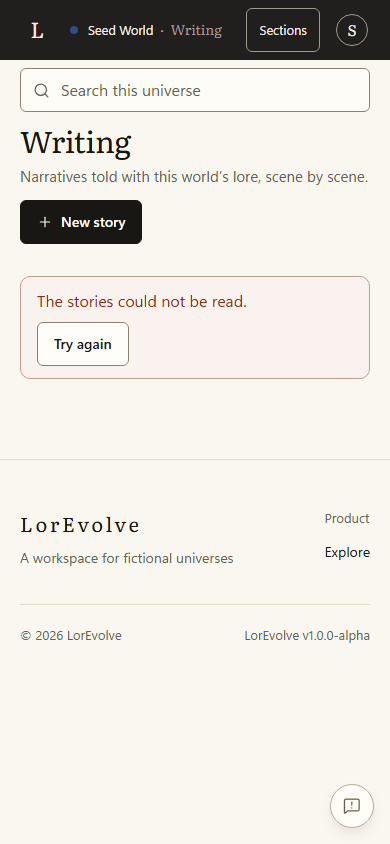 L Seed World · Writing Sections S
Search this universe
Writing
Narratives told with this world's lore, scene by scene.
New story
The stories could not be read.
Try again
LorEvolve
A workspace for fictional universes
Product
Explore
© 2026 LorEvolve
LorEvolve v1.0.0-alpha